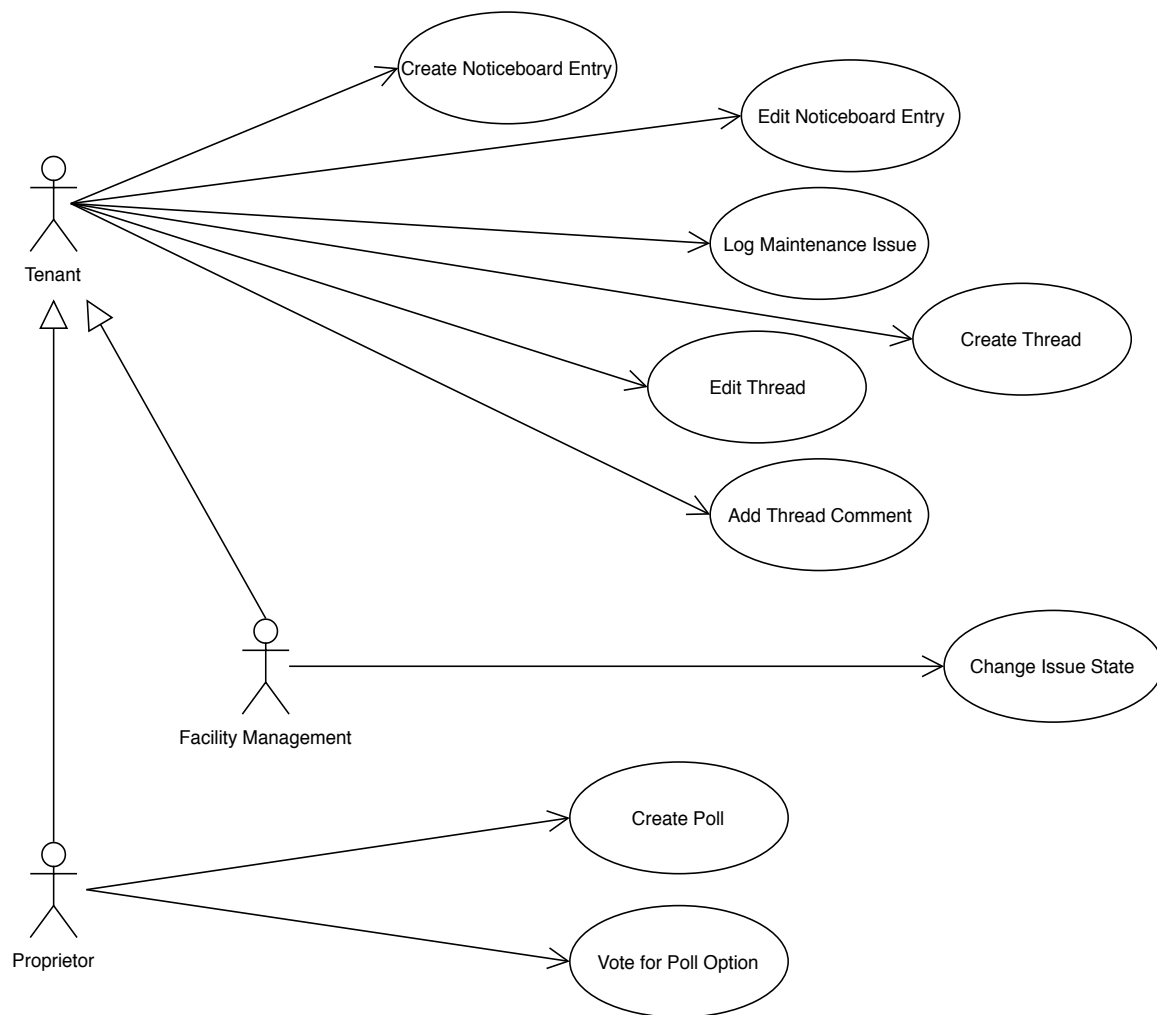 Create Noticeboard Entry
Edit Noticeboard Entry
Log Maintenance Issue
Tenant
Create Thread
Edit Thread
Add Thread Comment
Change Issue State
Facility Management
Create Poll
Proprietor
Vote for Poll Option